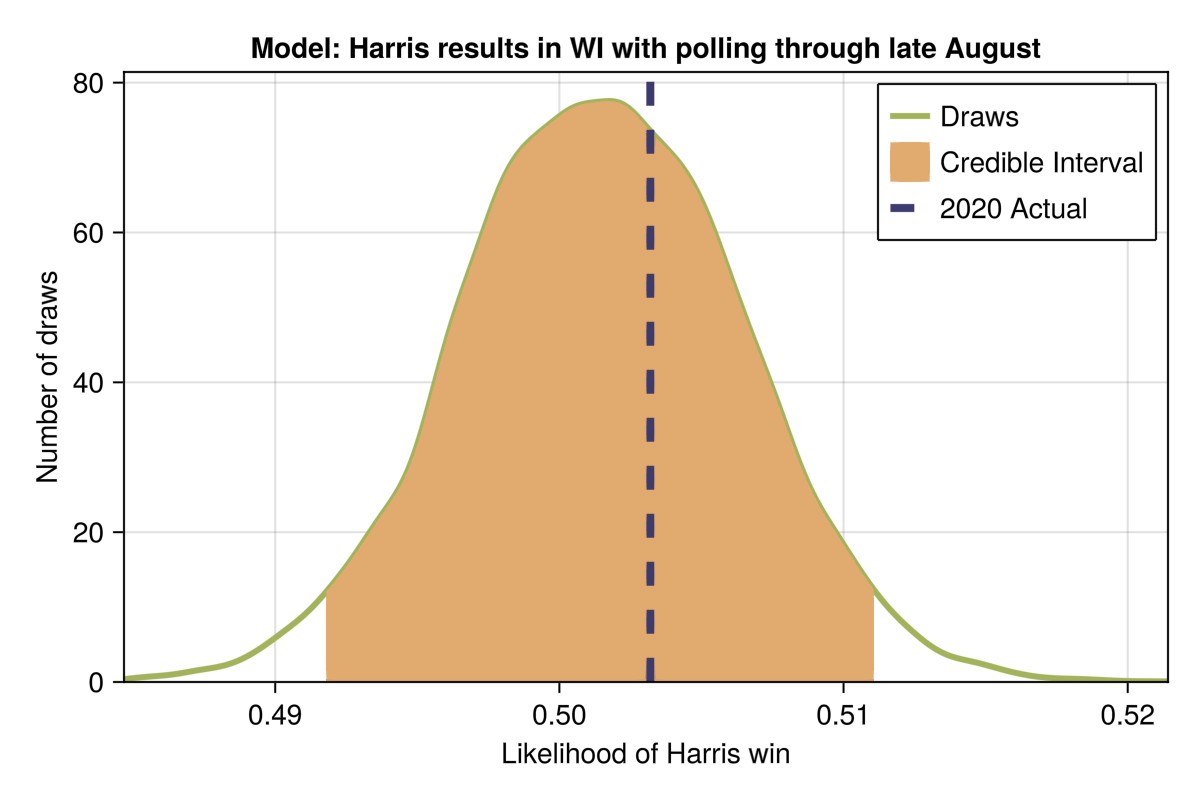 Model: Harris results in WI with polling through late August
80
60
40
20
0
Number of draws
Draws
Credible Interval
2020 Actual
0.49
0.50
0.51
0.52
Likelihood of Harris win